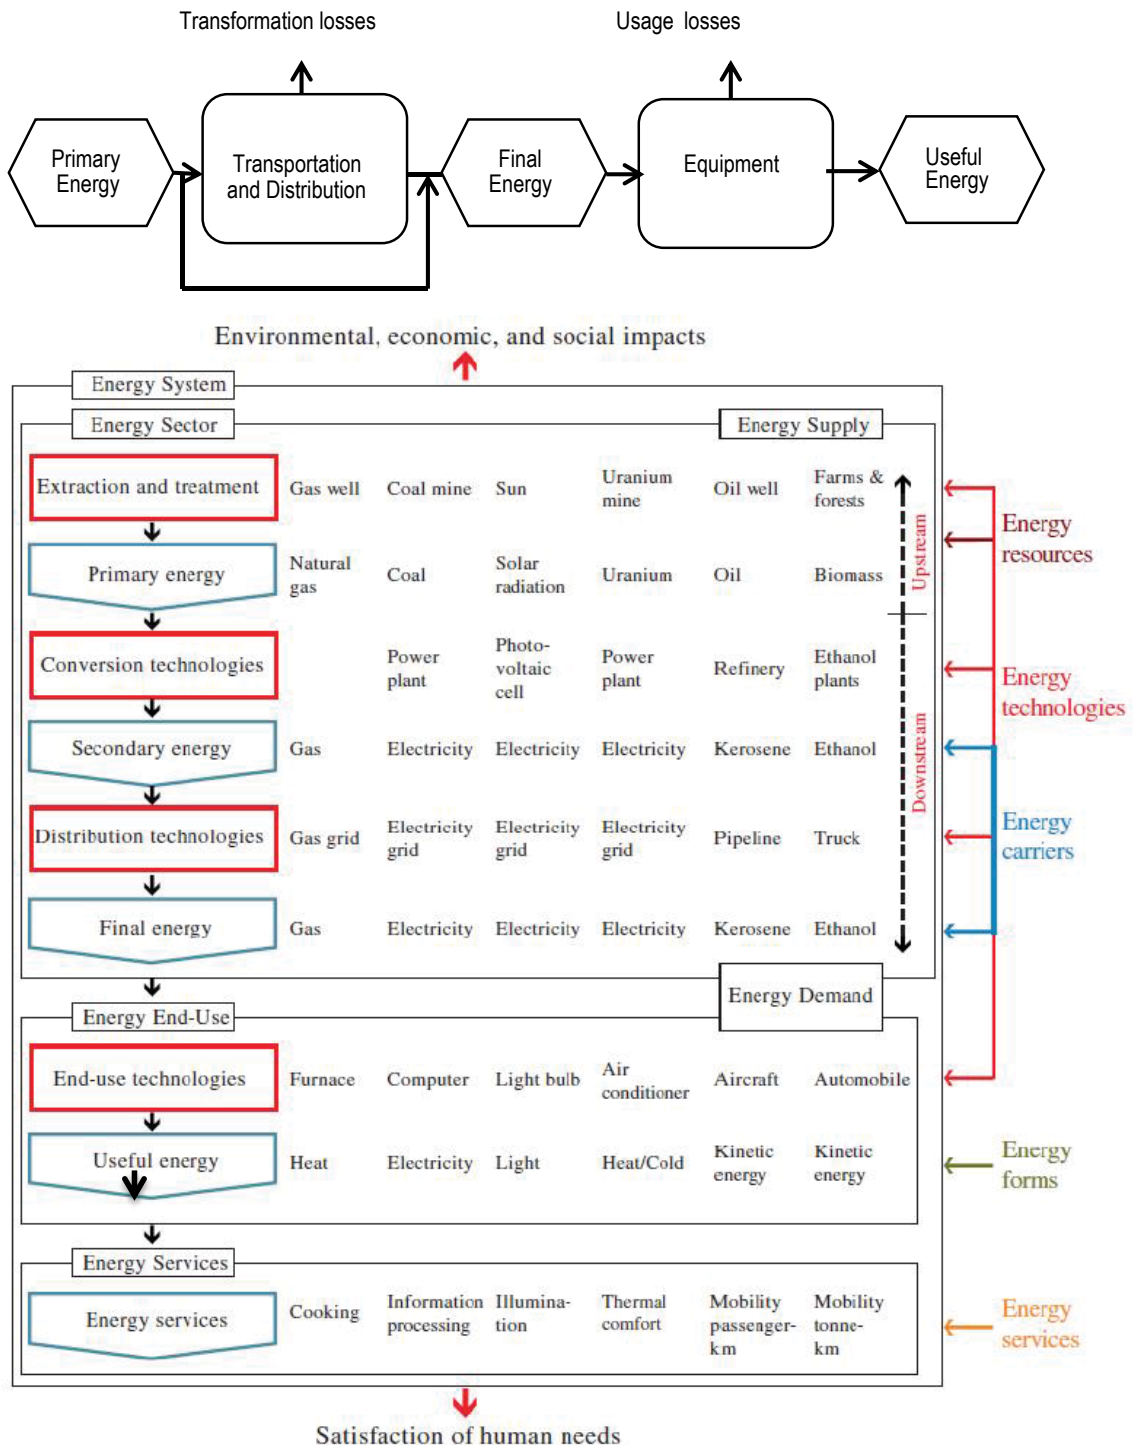 Transformation losses
Usage losses
Primary
Energy
Transportation
and Distribution
Final
Energy
Equipment
Useful
Energy
Environmental, economic, and social impacts
Energy System
Energy Sector
Energy Supply
Extraction and treatment
Gas well
Coal mine
Sun
Uranium
mine
Oil well
Farms &
forests
Upstream
Energy
resources
Primary energy
Natural
gas
Coal
Solar
radiation
Uranium
Oil
Biomass
Conversion technologies
Power
plant
Photo-
voltaic
cell
Power
plant
Refinery
Ethanol
plants
Energy
technologies
Secondary energy
Gas
Electricity
Electricity
Electricity
Kerosene
Ethanol
Downstream
Distribution technologies
Gas grid
Electricity
grid
Electricity
grid
Electricity
grid
Pipeline
Truck
Energy
carriers
Final energy
Gas
Electricity
Electricity
Electricity
Kerosene
Ethanol
Energy Demand
Energy End-Use
End-use technologies
Furnace
Computer
Light bulb
Air
conditioner
Aircraft
Automobile
Useful energy
Heat
Electricity
Light
Heat/Cold
Kinetic
energy
Kinetic
energy
Energy
forms
Energy Services
Energy services
Cooking
Information
processing
Illumina-
tion
Thermal
comfort
Mobility
passenger-
km
Mobility
tonne-
km
Energy
services
Satisfaction of human needs